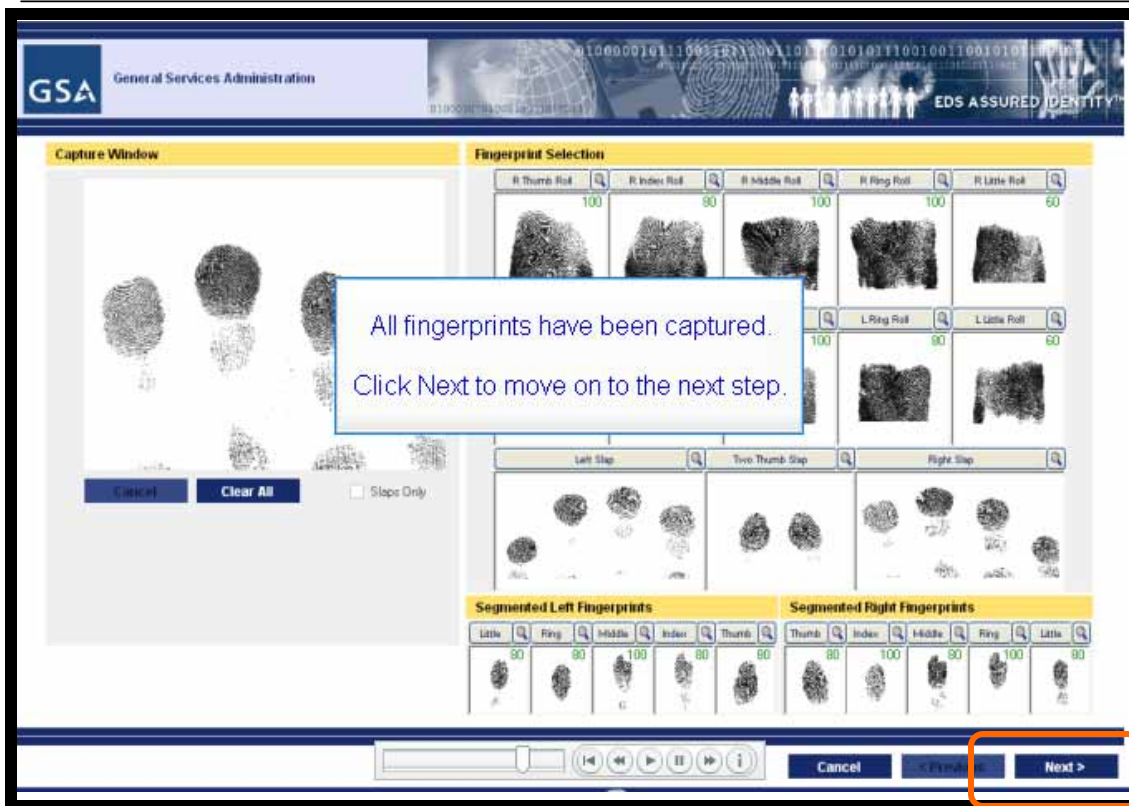 GSA
General Services Administration
EDS ASSURED IDENTITY™
Capture Window
Fingerprint Selection
R Thumb Roll
R Index Roll
R Middle Roll
R Ring Roll
R Little Roll
100
80
100
100
60
All fingerprints have been captured.
Click Next to move on to the next step.
L Ring Roll
L Little Roll
100
80
60
Left Slap
Two Thumb Slap
Right Slap
Cancel
Clear All
Slaps Only
Segmented Left Fingerprints
Segmented Right Fingerprints
Little
Ring
Middle
Index
Thumb
Thumb
Index
Middle
Ring
Little
80
80
100
80
80
80
100
80
100
80
Cancel
< Previous
Next >